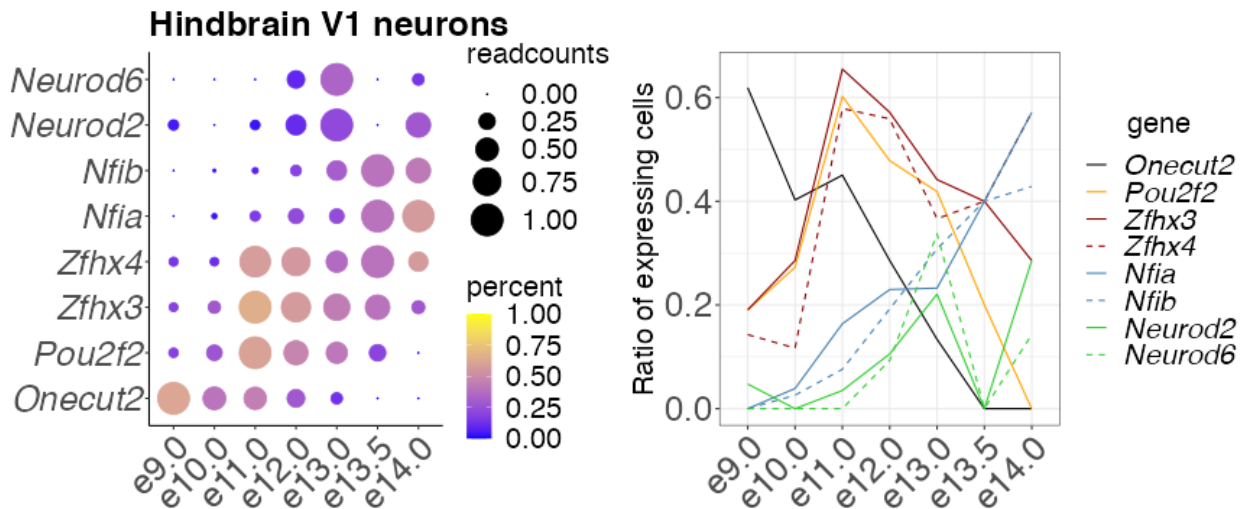 Hindbrain V1 neurons
Neurod6
Neurod2
Nfib
Nfia
Zfhx4
Zfhx3
Pou2f2
Onecut2
e9.0
e10.0
e11.0
e12.0
e13.0
e13.5
e14.0
readcounts
0.00
0.25
0.50
0.75
1.00
percent
1.00
0.75
0.50
0.25
0.00
Ratio of expressing cells
0.6
0.4
0.2
0.0
e9.0
e10.0
e11.0
e12.0
e13.0
e13.5
e14.0
gene
Onecut2
Pou2f2
Zfhx3
Zfhx4
Nfia
Nfib
Neurod2
Neurod6